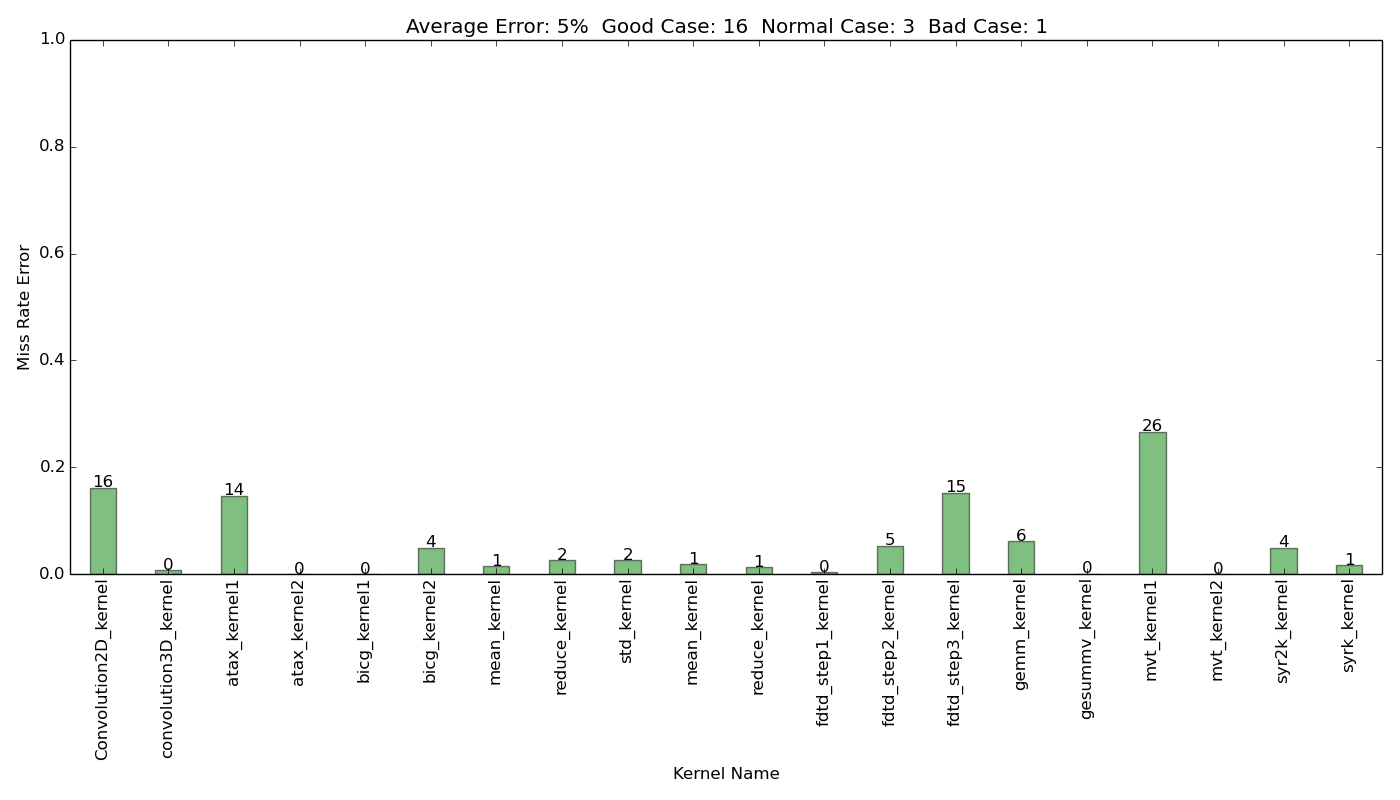 Average Error: 5%  Good Case: 16  Normal Case: 3  Bad Case: 1
1.0
0.8
0.6
0.4
0.2
0.0
Miss Rate Error
16
0
14
0
0
4
1
2
2
1
1
0
5
15
6
0
26
0
4
1
Convolution2D_kernel
convolution3D_kernel
atax_kernel1
atax_kernel2
bicg_kernel1
bicg_kernel2
mean_kernel
reduce_kernel
std_kernel
mean_kernel
reduce_kernel
fdtd_step1_kernel
fdtd_step2_kernel
fdtd_step3_kernel
gemm_kernel
gesummv_kernel
mvt_kernel1
mvt_kernel2
syr2k_kernel
syrk_kernel
Kernel Name